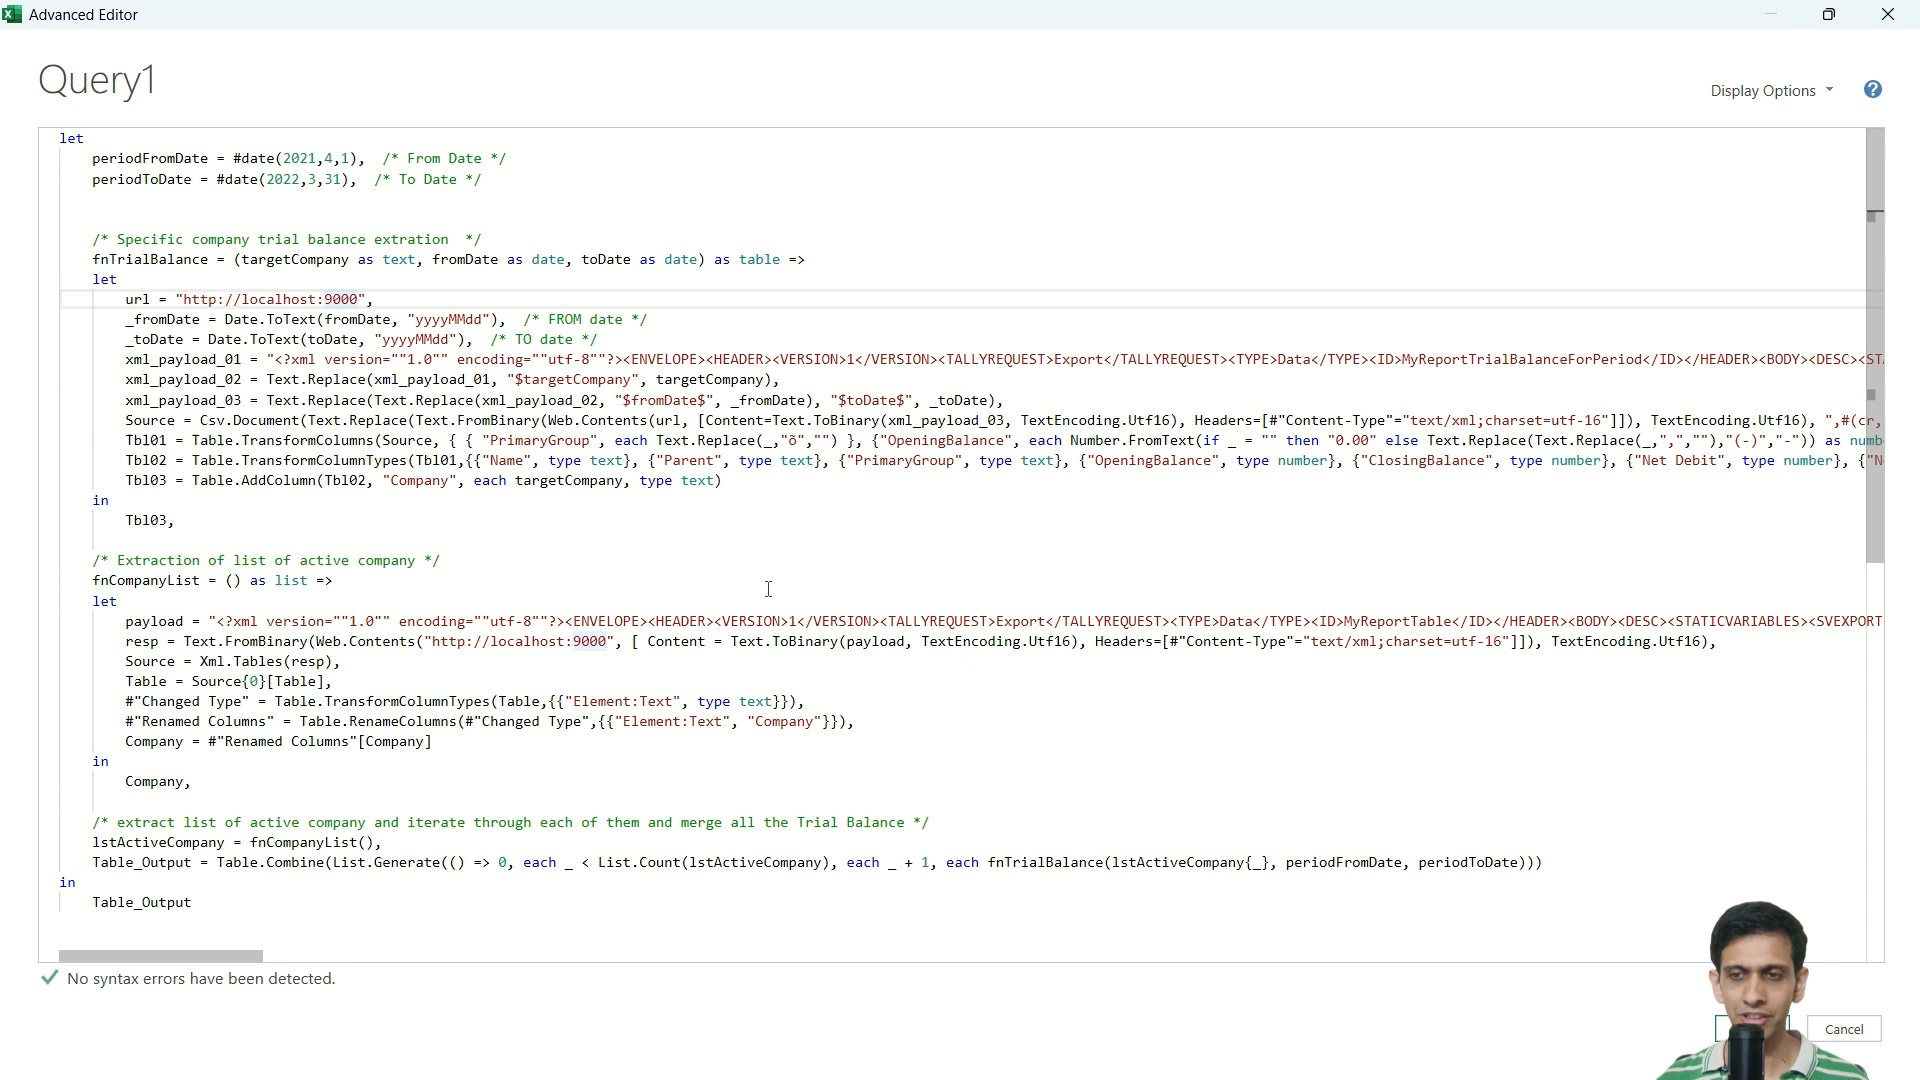 Advanced Editor
Query1
Display Options
let
periodFromDate = #date(2021,4,1), /* From Date */
periodToDate = #date(2022,3,31), /* To Date */
/* Specific company trial balance extration */
fnTrialBalance = (targetCompany as text, fromDate as date, toDate as date) as table =>
let
url = "http://localhost:9000",
_fromDate = Date.ToText(fromDate, "yyyyMMdd"), /* FROM date */
_toDate = Date.ToText(toDate, "yyyyMMdd"), /* TO date */
xml_payload_01 = "<?xml version=""1.0"" encoding=""utf-8""?><ENVELOPE><HEADER><VERSION>1</VERSION><TALLYREQUEST>Export</TALLYREQUEST><TYPE>Data</TYPE><ID>MyReportTrialBalanceForPeriod</ID></HEADER><BODY><DESC><ST
xml_payload_02 = Text.Replace(xml_payload_01, "$targetCompany", targetCompany),
xml_payload_03 = Text.Replace(Text.Replace(xml_payload_02, "$fromDate$", _fromDate), "$toDate$", _toDate),
Source = Csv.Document(Text.Replace(Text.FromBinary(Web.Contents(url, [Content=Text.ToBinary(xml_payload_03, TextEncoding.Utf16), Headers=[#"Content-Type"="text/xml;charset=utf-16"]]), TextEncoding.Utf16), ",#(cr,
Tbl01 = Table.TransformColumns(Source, { { "PrimaryGroup", each Text.Replace(_,"õ","") }, {"OpeningBalance", each Number.FromText(if _ = "" then "0.00" else Text.Replace(Text.Replace(_,",",""),"(-)","-")) as numb
Tbl02 = Table.TransformColumnTypes(Tbl01,{{"Name", type text}, {"Parent", type text}, {"PrimaryGroup", type text}, {"OpeningBalance", type number}, {"ClosingBalance", type number}, {"Net Debit", type number}, {"N
Tbl03 = Table.AddColumn(Tbl02, "Company", each targetCompany, type text)
in
Tbl03,
/* Extraction of list of active company */
fnCompanyList = () as list =>
let
payload = "<?xml version=""1.0"" encoding=""utf-8""?><ENVELOPE><HEADER><VERSION>1</VERSION><TALLYREQUEST>Export</TALLYREQUEST><TYPE>Data</TYPE><ID>MyReportTable</ID></HEADER><BODY><DESC><STATICVARIABLES><SVEXPORT
resp = Text.FromBinary(Web.Contents("http://localhost:9000", [ Content = Text.ToBinary(payload, TextEncoding.Utf16), Headers=[#"Content-Type"="text/xml;charset=utf-16"]]), TextEncoding.Utf16),
Source = Xml.Tables(resp),
Table = Source{0}[Table],
#"Changed Type" = Table.TransformColumnTypes(Table,{{"Element:Text", type text}}),
#"Renamed Columns" = Table.RenameColumns(#"Changed Type",{{"Element:Text", "Company"}}),
Company = #"Renamed Columns"[Company]
in
Company,
/* extract list of active company and iterate through each of them and merge all the Trial Balance */
lstActiveCompany = fnCompanyList(),
Table_Output = Table.Combine(List.Generate(() => 0, each _ < List.Count(lstActiveCompany), each _ + 1, each fnTrialBalance(lstActiveCompany{_}, periodFromDate, periodToDate)))
in
Table_Output
No syntax errors have been detected.
Cancel